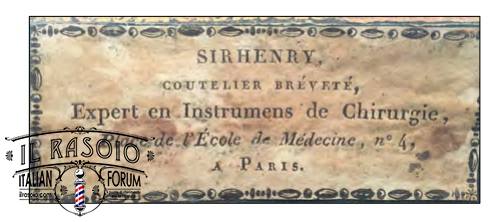 SIRHENRY,
COUTELIER BRÉVETÉ,
Expert en Instrumens de Chirurgie,
de l'École de Médecine, n° 4,
A PARIS.
IL RASOIO
ITALIAN FORUM